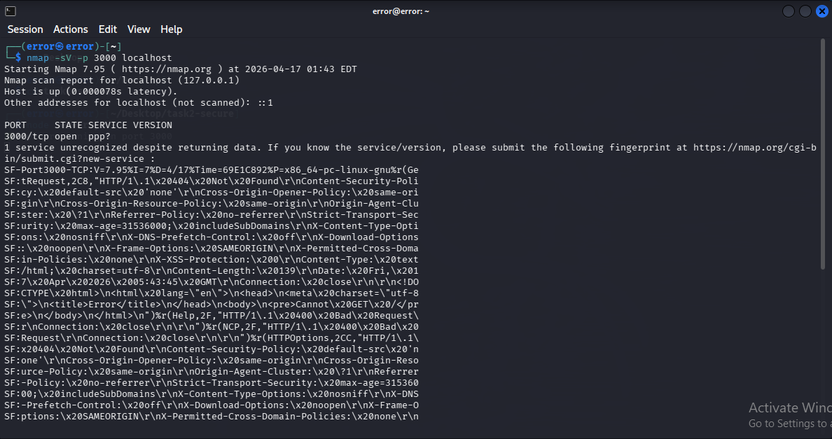 error@error: ~
Session Actions Edit View Help
┌──(error㉿error)-[~]
└─$ nmap -sV -p 3000 localhost
Starting Nmap 7.95 ( https://nmap.org ) at 2026-04-17 01:43 EDT
Nmap scan report for localhost (127.0.0.1)
Host is up (0.000078s latency).
Other addresses for localhost (not scanned): ::1
PORT     STATE SERVICE VERSION
3000/tcp open  ppp?
1 service unrecognized despite returning data. If you know the service/version, please submit the following fingerprint at https://nmap.org/cgi-b
in/submit.cgi?new-service :
SF-Port3000-TCP:V=7.95%I=7%D=4/17%Time=69E1C892%P=x86_64-pc-linux-gnu%r(Ge
SF:tRequest,2C8,"HTTP/1\.1\x20404\x20Not\x20Found\r\nContent-Security-Poli
SF:cy:\x20default-src\x20'none'\r\nCross-Origin-Opener-Policy:\x20same-ori
SF:gin\r\nCross-Origin-Resource-Policy:\x20same-origin\r\nOrigin-Agent-Clu
SF:ster:\x20\?1\r\nReferrer-Policy:\x20no-referrer\r\nStrict-Transport-Sec
SF:urity:\x20max-age=31536000;\x20includeSubDomains\r\nX-Content-Type-Opti
SF:ons:\x20nosniff\r\nX-DNS-Prefetch-Control:\x20off\r\nX-Download-Options
SF::\x20noopen\r\nX-Frame-Options:\x20SAMEORIGIN\r\nX-Permitted-Cross-Doma
SF:in-Policies:\x20none\r\nX-XSS-Protection:\x200\r\nContent-Type:\x20text
SF:/html;\x20charset=utf-8\r\nContent-Length:\x20139\r\nDate:\x20Fri,\x201
SF:7\x20Apr\x202026\x2005:43:45\x20GMT\r\nConnection:\x20close\r\n\r\n<!DO
SF:CTYPE\x20html>\n<html\x20lang=\"en\">\n<head>\n<meta\x20charset=\"utf-8
SF:\">\n<title>Error</title>\n</head>\n<body>\n<pre>Cannot\x20GET\x20/</pr
SF:e>\n</body>\n</html>\n")%r(Help,2F,"HTTP/1\.1\x20400\x20Bad\x20Request\
SF:r\nConnection:\x20close\r\n\r\n")%r(NCP,2F,"HTTP/1\.1\x20400\x20Bad\x20
SF:Request\r\nConnection:\x20close\r\n\r\n")%r(HTTPOptions,2CC,"HTTP/1\.1\
SF:x20404\x20Not\x20Found\r\nContent-Security-Policy:\x20default-src\x20'n
SF:one'\r\nCross-Origin-Opener-Policy:\x20same-origin\r\nCross-Origin-Reso
SF:urce-Policy:\x20same-origin\r\nOrigin-Agent-Cluster:\x20\?1\r\nReferrer
SF:-Policy:\x20no-referrer\r\nStrict-Transport-Security:\x20max-age=315360
SF:00;\x20includeSubDomains\r\nX-Content-Type-Options:\x20nosniff\r\nX-DNS
SF:-Prefetch-Control:\x20off\r\nX-Download-Options:\x20noopen\r\nX-Frame-O
SF:ptions:\x20SAMEORIGIN\r\nX-Permitted-Cross-Domain-Policies:\x20none\r\n
Activate Winc
Go to Settings to a